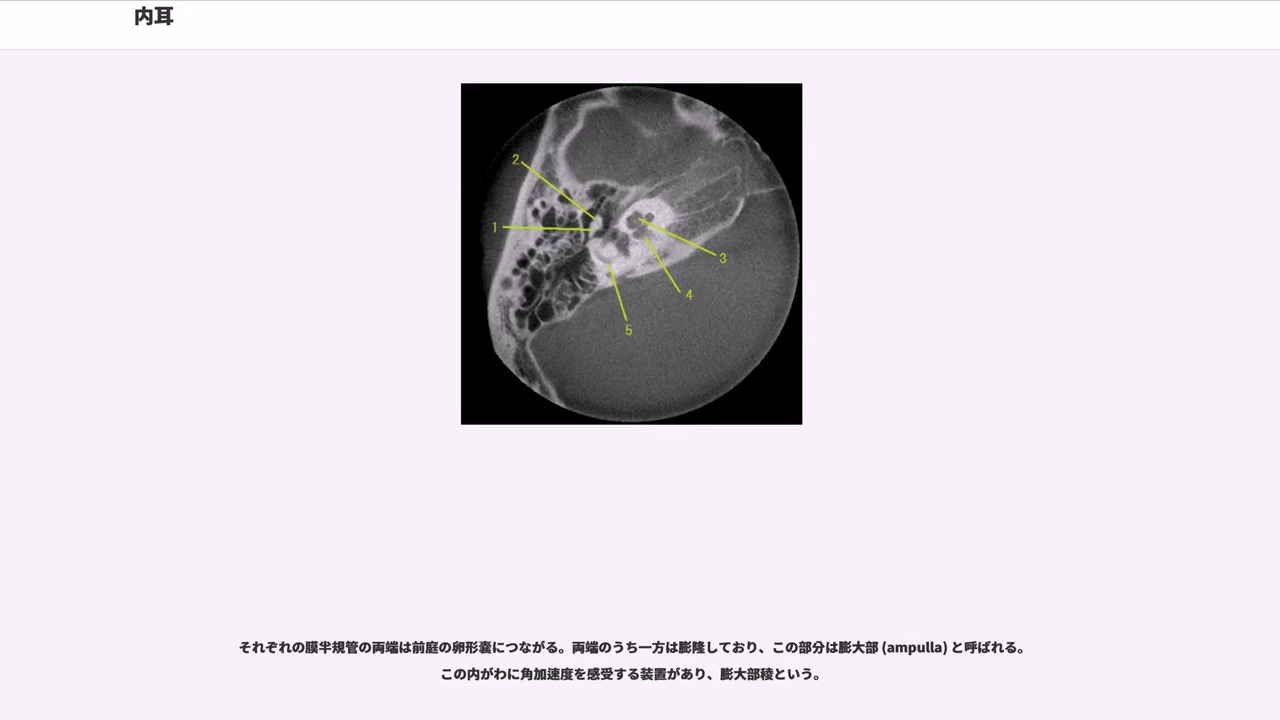 内耳
2
1
3
4
5
それぞれの膜半規管の両端は前庭の卵形嚢につながる。両端のうち一方は膨隆しており、この部分は膨大部 (ampulla) と呼ばれる。
この内がわに角加速度を感受する装置があり、膨大部稜という。